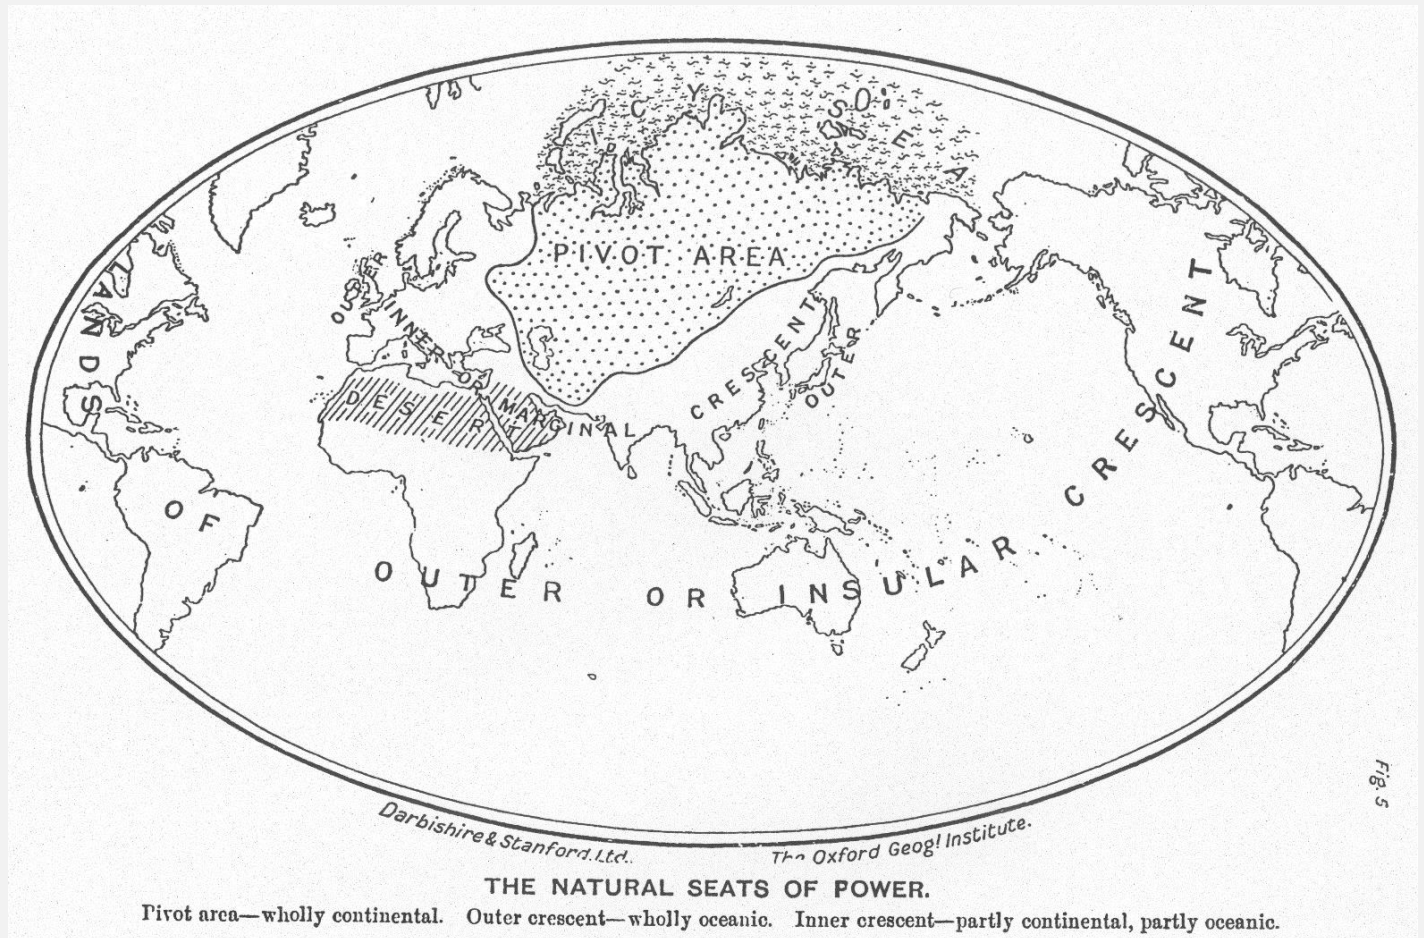 ICY SEA
PIVOT AREA
LANDS OF OUTER OR INSULAR CRESCENT
OUTER
INNER OR MARGINAL CRESCENT
OUTER
DESERT
Fig. 5
Darbishire & Stanford, Ltd.
The Oxford Geog! Institute.
THE NATURAL SEATS OF POWER.
Pivot area—wholly continental. Outer crescent—wholly oceanic. Inner crescent—partly continental, partly oceanic.